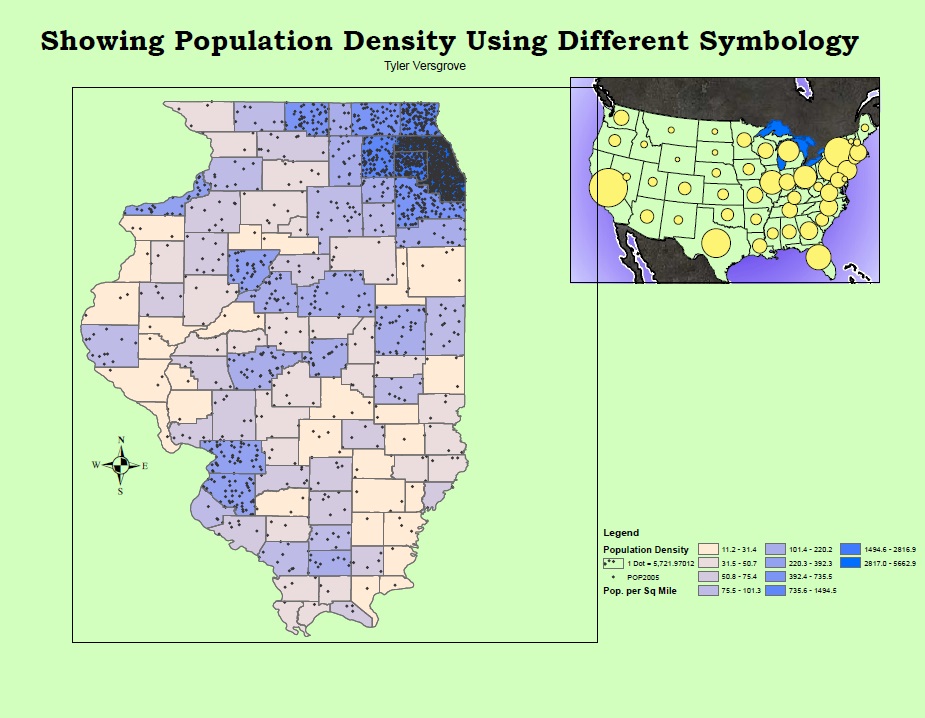 Showing Population Density Using Different Symbology
Tyler Versgrove
N
W E
S
Legend
Population Density
1 Dot = 5,721.97012
POP2005
Pop. per Sq Mile
11.2 - 31.4
31.5 - 50.7
50.8 - 75.4
75.5 - 101.3
101.4 - 220.2
220.3 - 392.3
392.4 - 735.5
735.6 - 1494.5
1494.6 - 2816.9
2817.0 - 5662.9